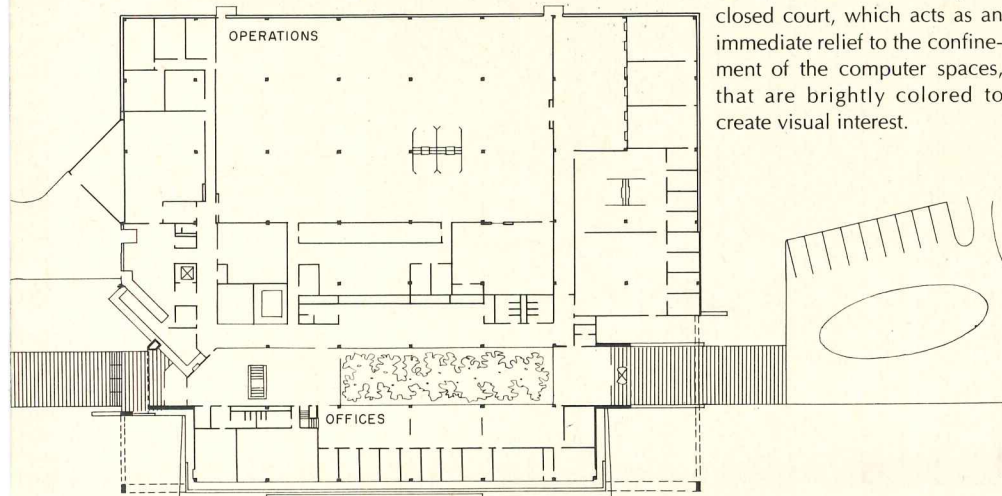 OPERATIONS
closed court, which acts as an
immediate relief to the confine-
ment of the computer spaces,
that are brightly colored to
create visual interest.
OFFICES